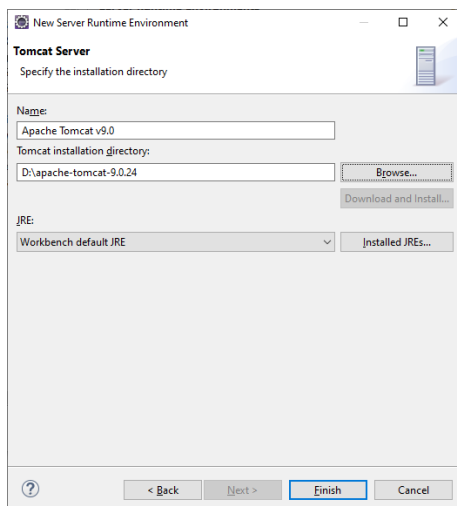 New Server Runtime Environment
Tomcat Server
Specify the installation directory
Name:
Apache Tomcat v9.0
Tomcat installation directory:
D:\apache-tomcat-9.0.24
Browse...
Download and Install...
JRE:
Workbench default JRE
Installed JREs...
?
< Back
Next >
Finish
Cancel